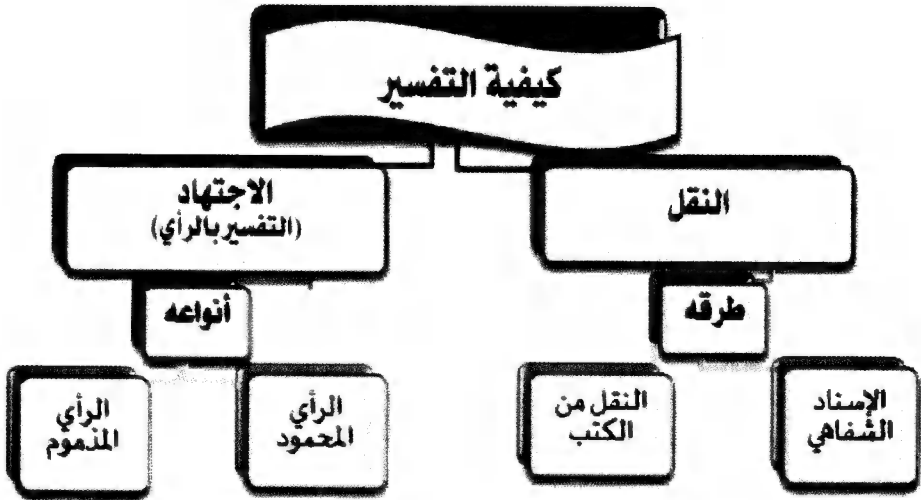 كيفية التفسير
النقل
الاجتهاد
(التفسير بالرأي)
طرقه
أنواعه
الإسناد
الشفاهي
النقل من
الكتب
الرأي
المحمود
الرأي
المذموم